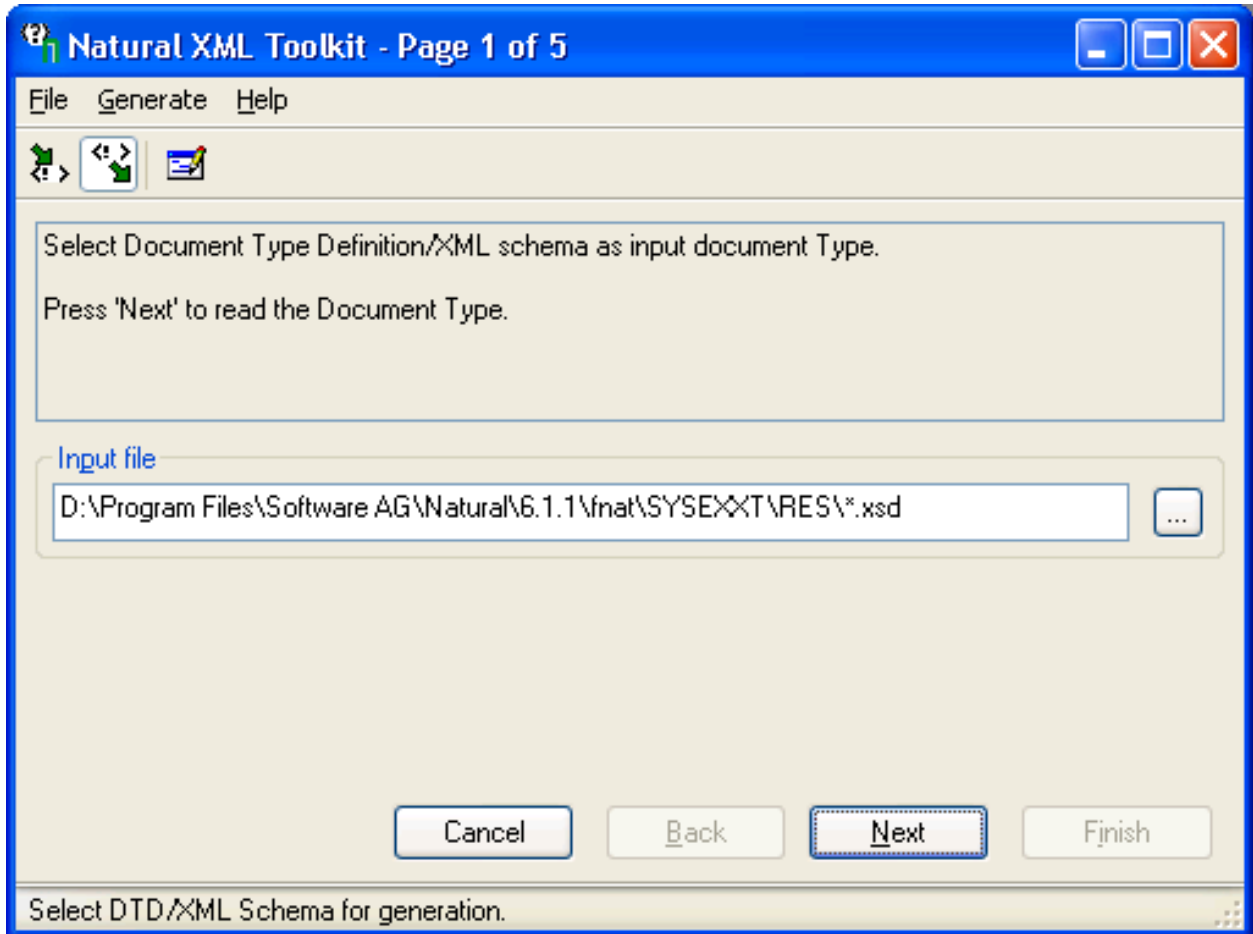 Natural XML Toolkit - Page 1 of 5
File Generate Help
Select Document Type Definition/XML schema as input document Type.
Press 'Next' to read the Document Type.
Input file
D:\Program Files\Software AG\Natural\6.1.1\fnat\SYSEXXT\RES\*.xsd
...
Cancel Back Next Finish
Select DTD/XML Schema for generation.